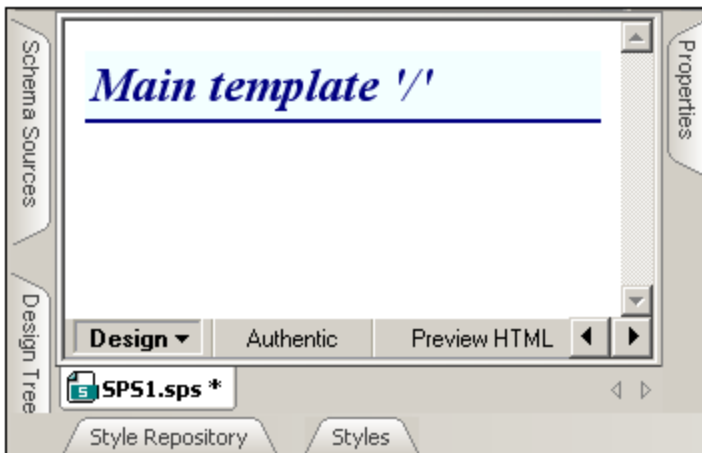 Schema Sources
Design Tree
Main template '/'
Properties
Design
Authentic
Preview HTML
SPS1.sps *
Style Repository
Styles